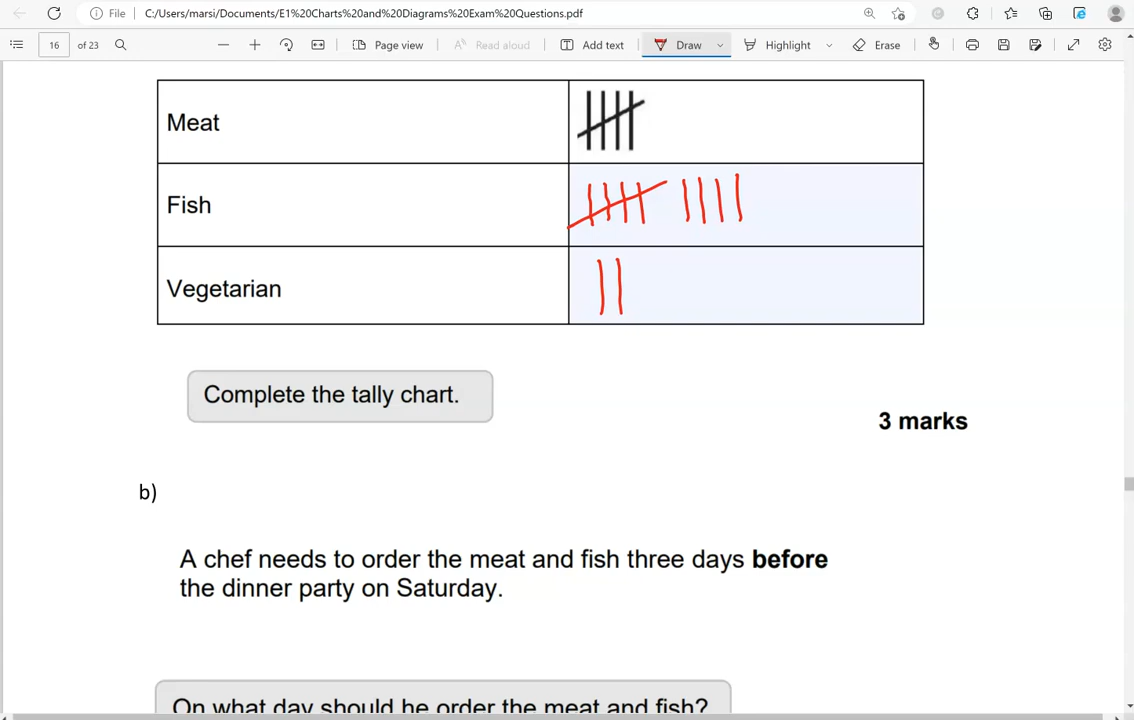 File
C:/Users/marsi/Documents/E1%20Charts%20and%20Diagrams%20Exam%20Questions.pdf
16 of 23
Page view
Read aloud
Add text
Draw
Highlight
Erase
Meat
Fish
Vegetarian
Complete the tally chart.
3 marks
b)
A chef needs to order the meat and fish three days before
the dinner party on Saturday.
On what day should he order the meat and fish?